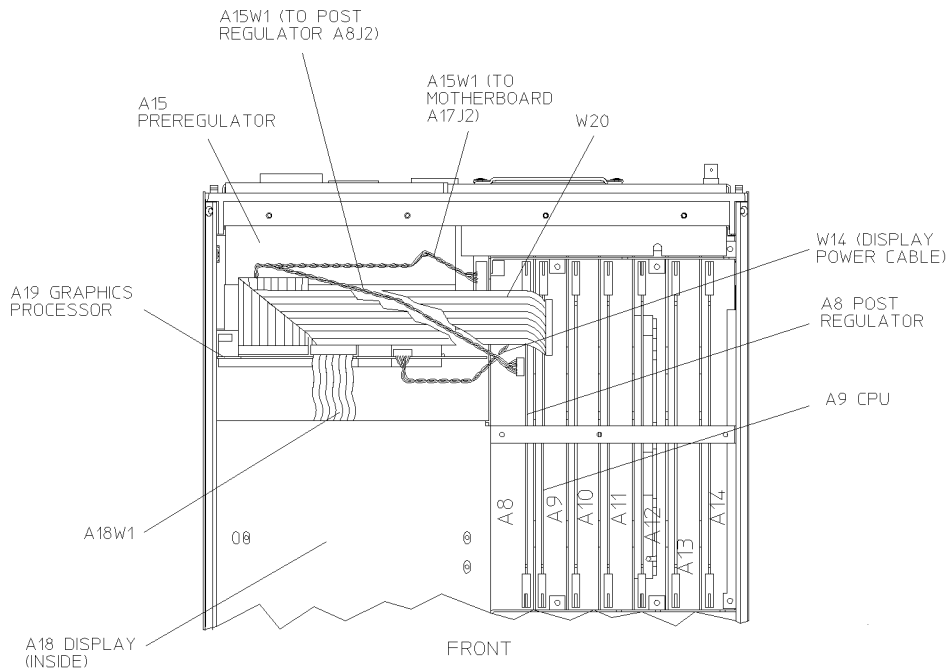 A15W1 (TO POST
REGULATOR A8J2)
A15W1 (TO
MOTHERBOARD
A17J2)
A15
PREREGULATOR
W20
W14 (DISPLAY
POWER CABLE)
A19 GRAPHICS
PROCESSOR
A8 POST
REGULATOR
A9 CPU
A8
A9
A10
A11
A12
A13
A14
A18W1
A18 DISPLAY
(INSIDE)
FRONT